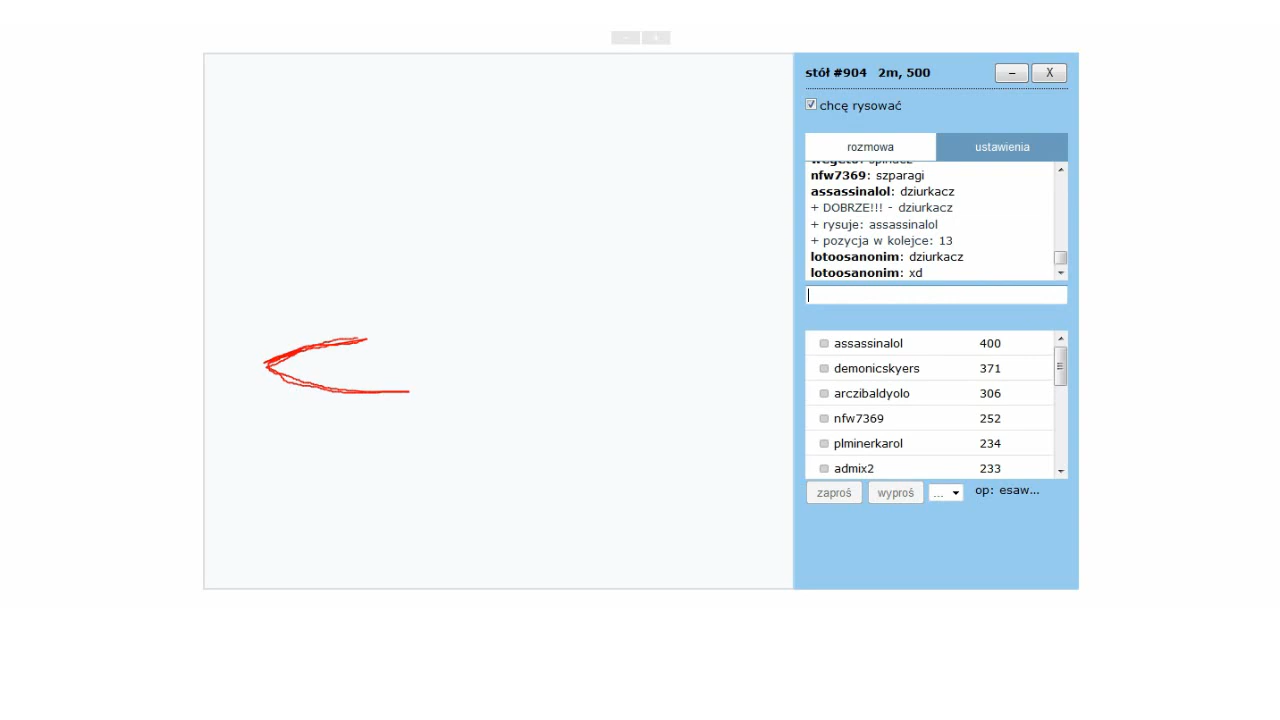 stół #904 2m, 500
– X
chcę rysować
rozmowa ustawienia
nfw7369: szparagi
assassinalol: dziurkacz
+ DOBRZE!!! - dziurkacz
+ rysuje: assassinalol
+ pozycja w kolejce: 13
lotoosanonim: dziurkacz
lotoosanonim: xd
assassinalol 400
demonicskyers 371
arczibaldyolo 306
nfw7369 252
plminerkarol 234
admix2 233
zaproś wyproś ... op: esaw...